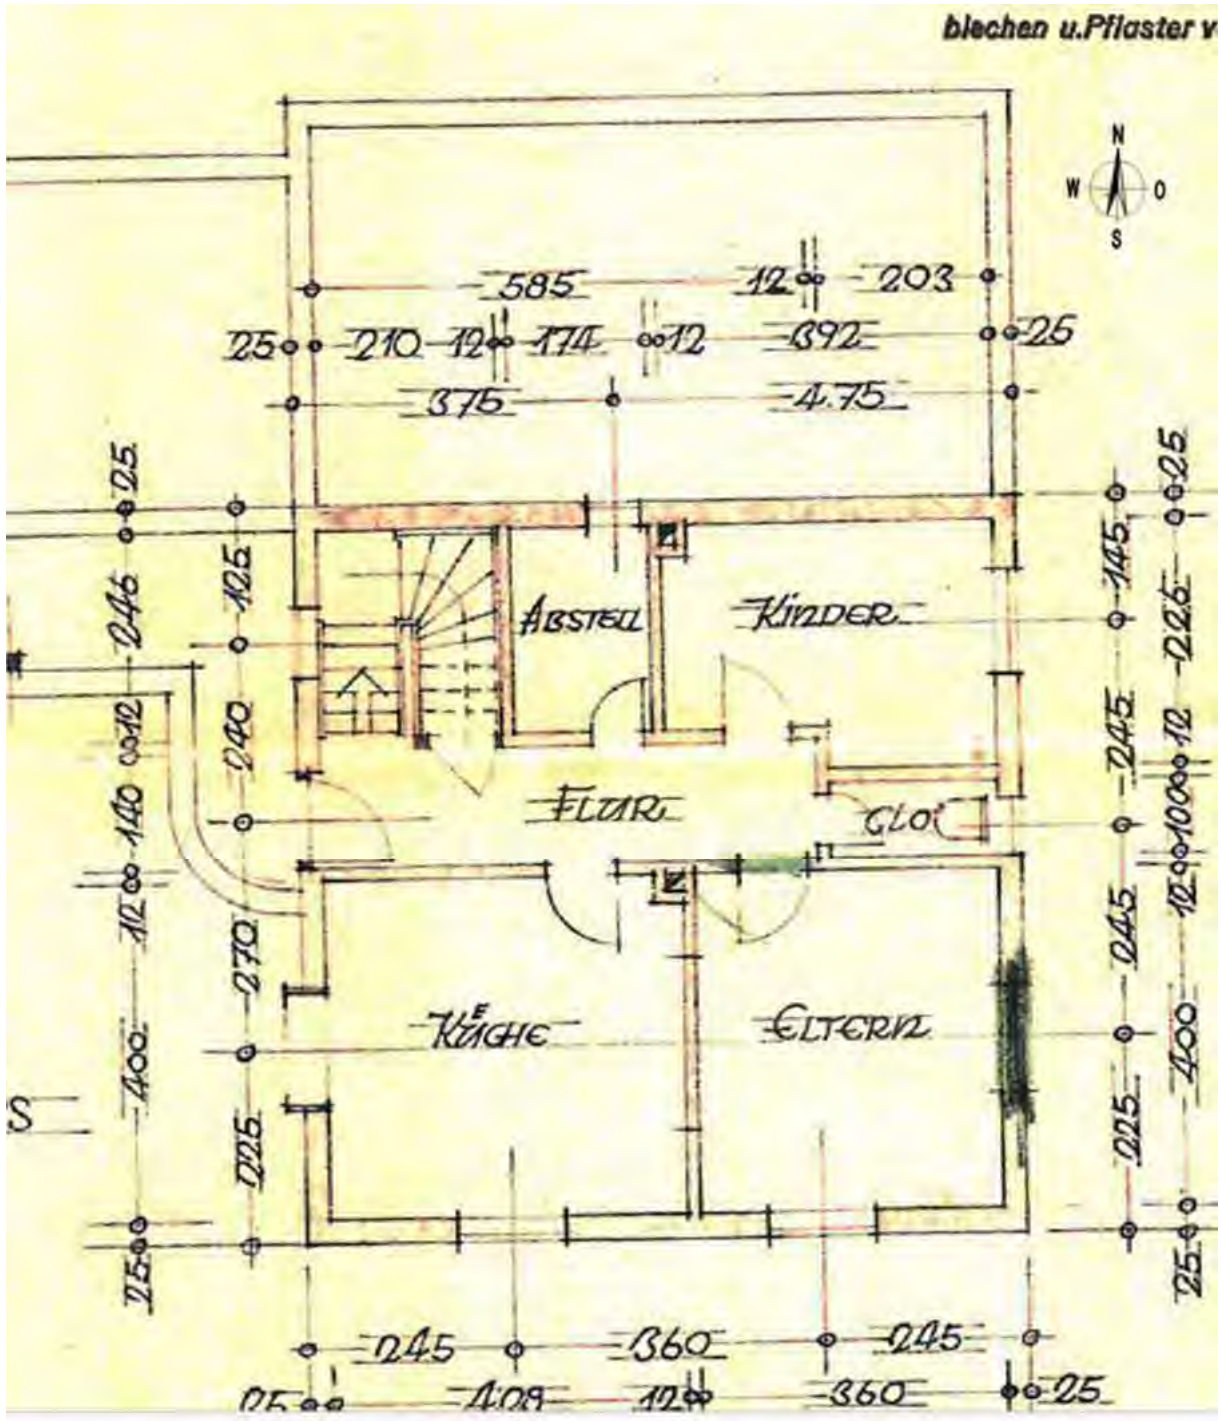 blechen u.Pflaster v
N
W O
S
585 12 203
25 210 12 174 12 392 25
375 4.75
25 125 246 240 12 140 12 270 400 225 25
25 145 225 245 12 100 12 245 400 225 25
ABSTELL KINDER
FLUR CLO
KÜCHE ELTERN
S
245 360 245
25 408 12 360 25